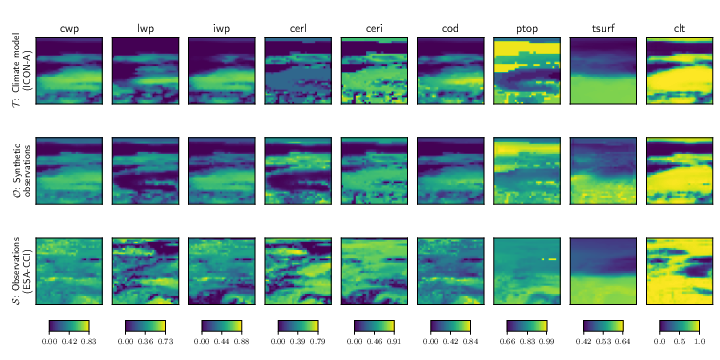 cwp lwp iwp cerl ceri cod ptop tsurf clt
𝒯: Climate model
(ICON-A)
𝒪: Synthetic
observations
𝒮: Observations
(ESA-CCI)
0.00 0.42 0.83 0.00 0.36 0.73 0.00 0.44 0.88 0.00 0.39 0.79 0.00 0.46 0.91 0.00 0.42 0.84 0.66 0.83 0.99 0.42 0.53 0.64 0.0 0.5 1.0